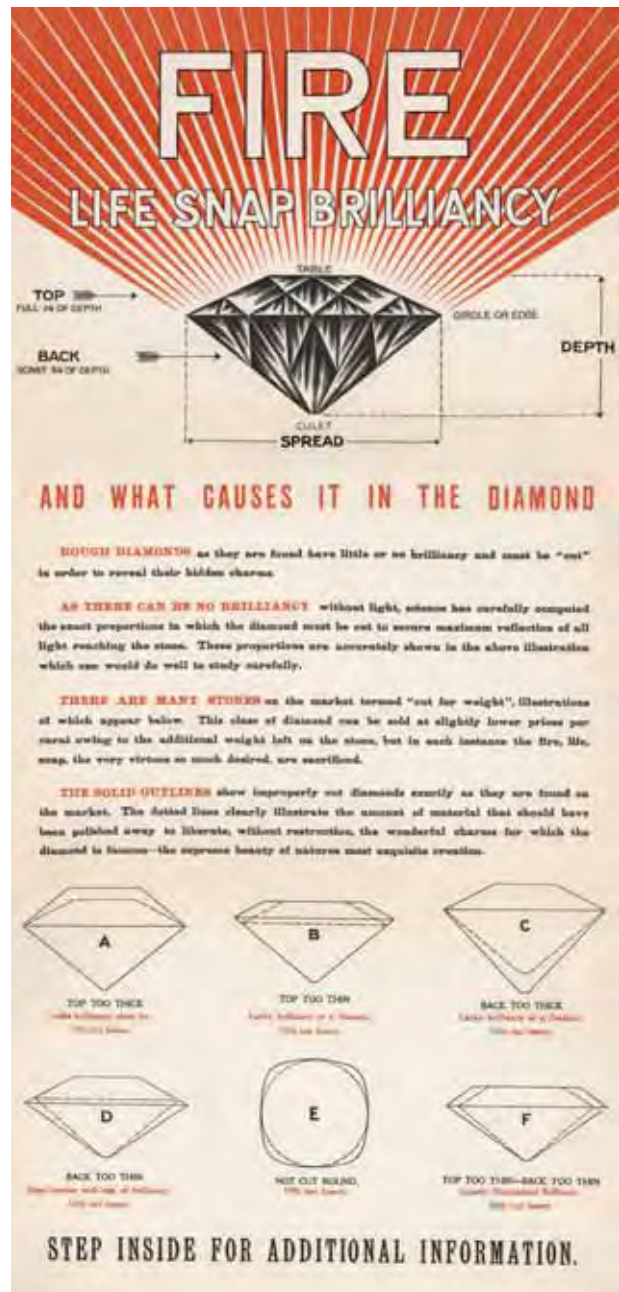 FIRE
LIFE SNAP BRILLIANCY
TABLE
TOP
FULL OF DEPTH
GIRDLE OR EDGE
DEPTH
BACK
OF DEPTH
CULET
SPREAD
AND WHAT CAUSES IT IN THE DIAMOND
ROUGH DIAMONDS as they are found have little or no brilliancy and must be "cut"
in order to reveal their hidden charms
AS THERE CAN BE NO BRILLIANCY without light, science has carefully computed
the exact proportions in which the diamond must be cut to secure maximum reflection of all
light reaching the stone. These proportions are accurately shown in the above illustration
which one would do well to study carefully.
THERE ARE MANY STONES on the market termed "cut for weight", illustrations
of which appear below. This class of diamond can be sold at slightly lower prices per
carat owing to the additional weight left on the stone, but in each instance the fire, life,
snap, the very virtues so much desired, are sacrificed.
THE SOLID OUTLINES show improperly cut diamonds exactly as they are found on
the market. The dotted lines clearly illustrate the amount of material that should have
been polished away to liberate, without restriction, the wonderful charms for which the
diamond is famous—the supreme beauty of natures most exquisite creation.
A
B
C
TOP TOO THICK
TOP TOO THIN
BACK TOO THICK
D
E
F
BACK TOO THIN
NOT CUT ROUND.
TOP TOO THIN—BACK TOO THIN
STEP INSIDE FOR ADDITIONAL INFORMATION.